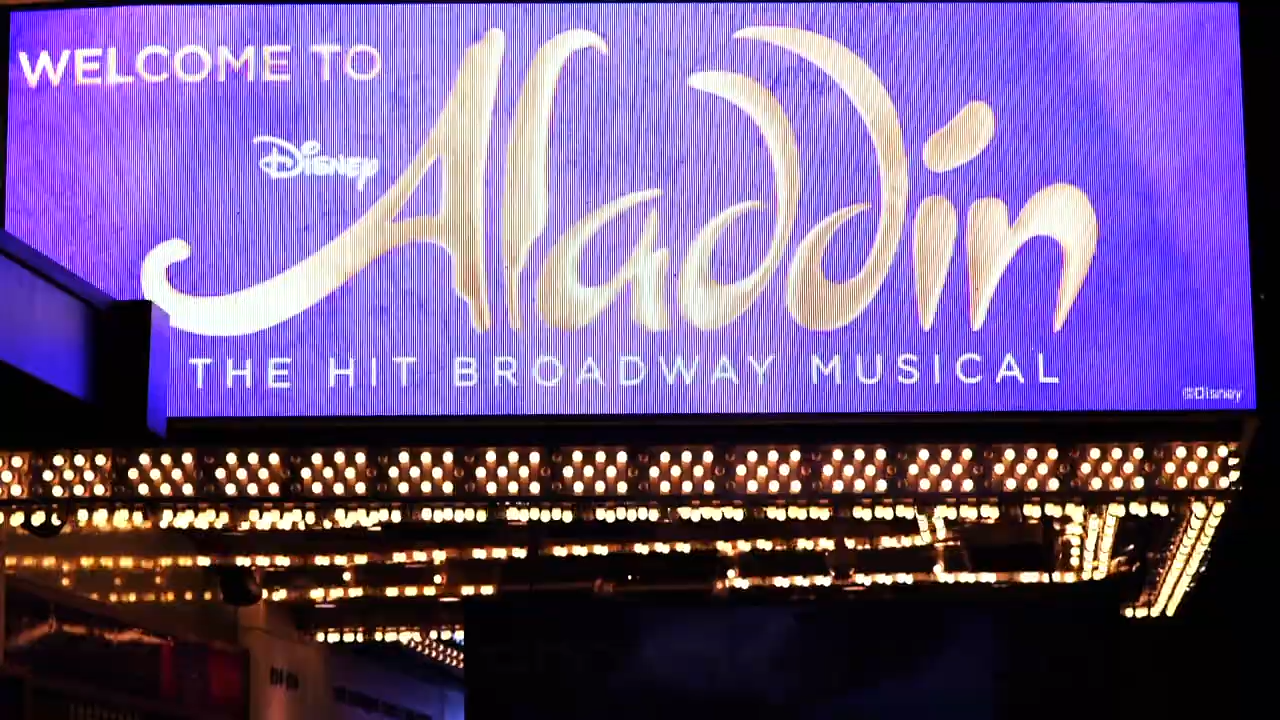 WELCOME TO
Disney
Aladdin
THE HIT BROADWAY MUSICAL
©Disney